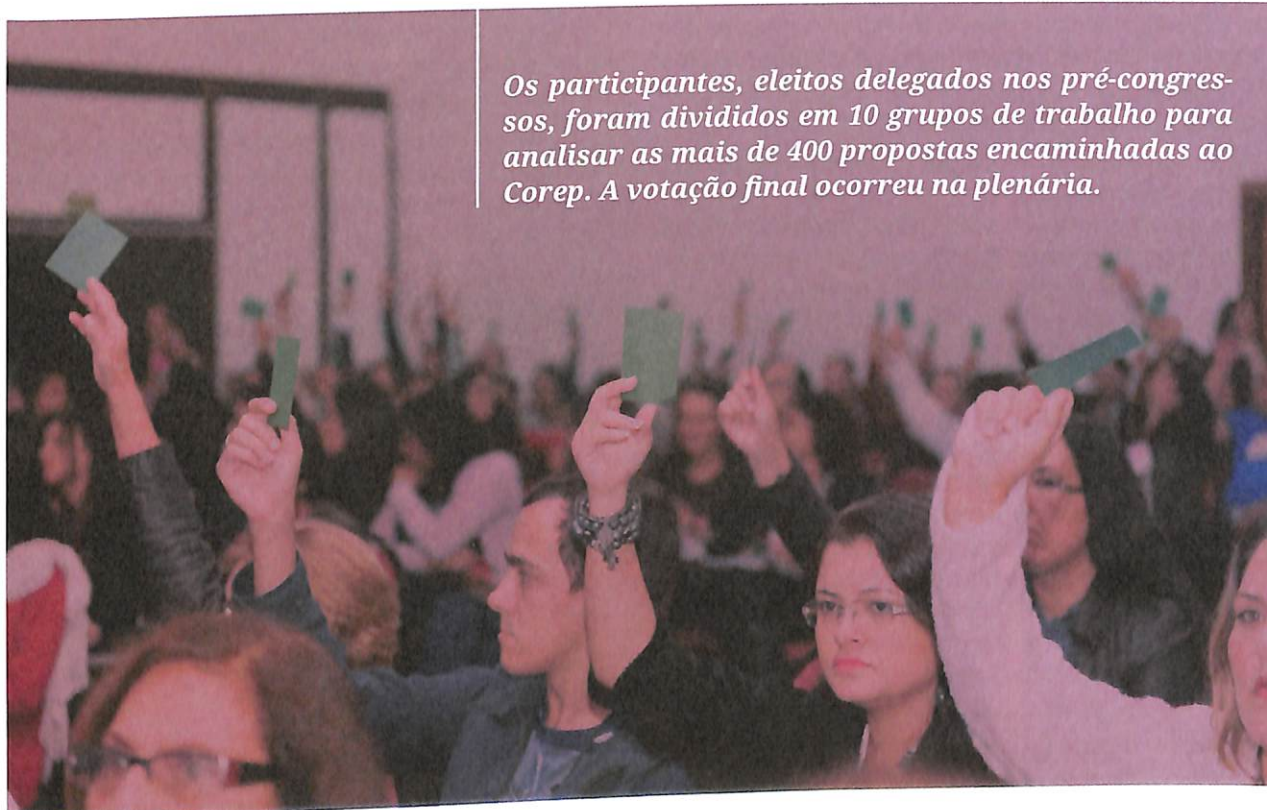 Os participantes, eleitos delegados nos pré-congres-
sos, foram divididos em 10 grupos de trabalho para
analisar as mais de 400 propostas encaminhadas ao
Corep. A votação final ocorreu na plenária.